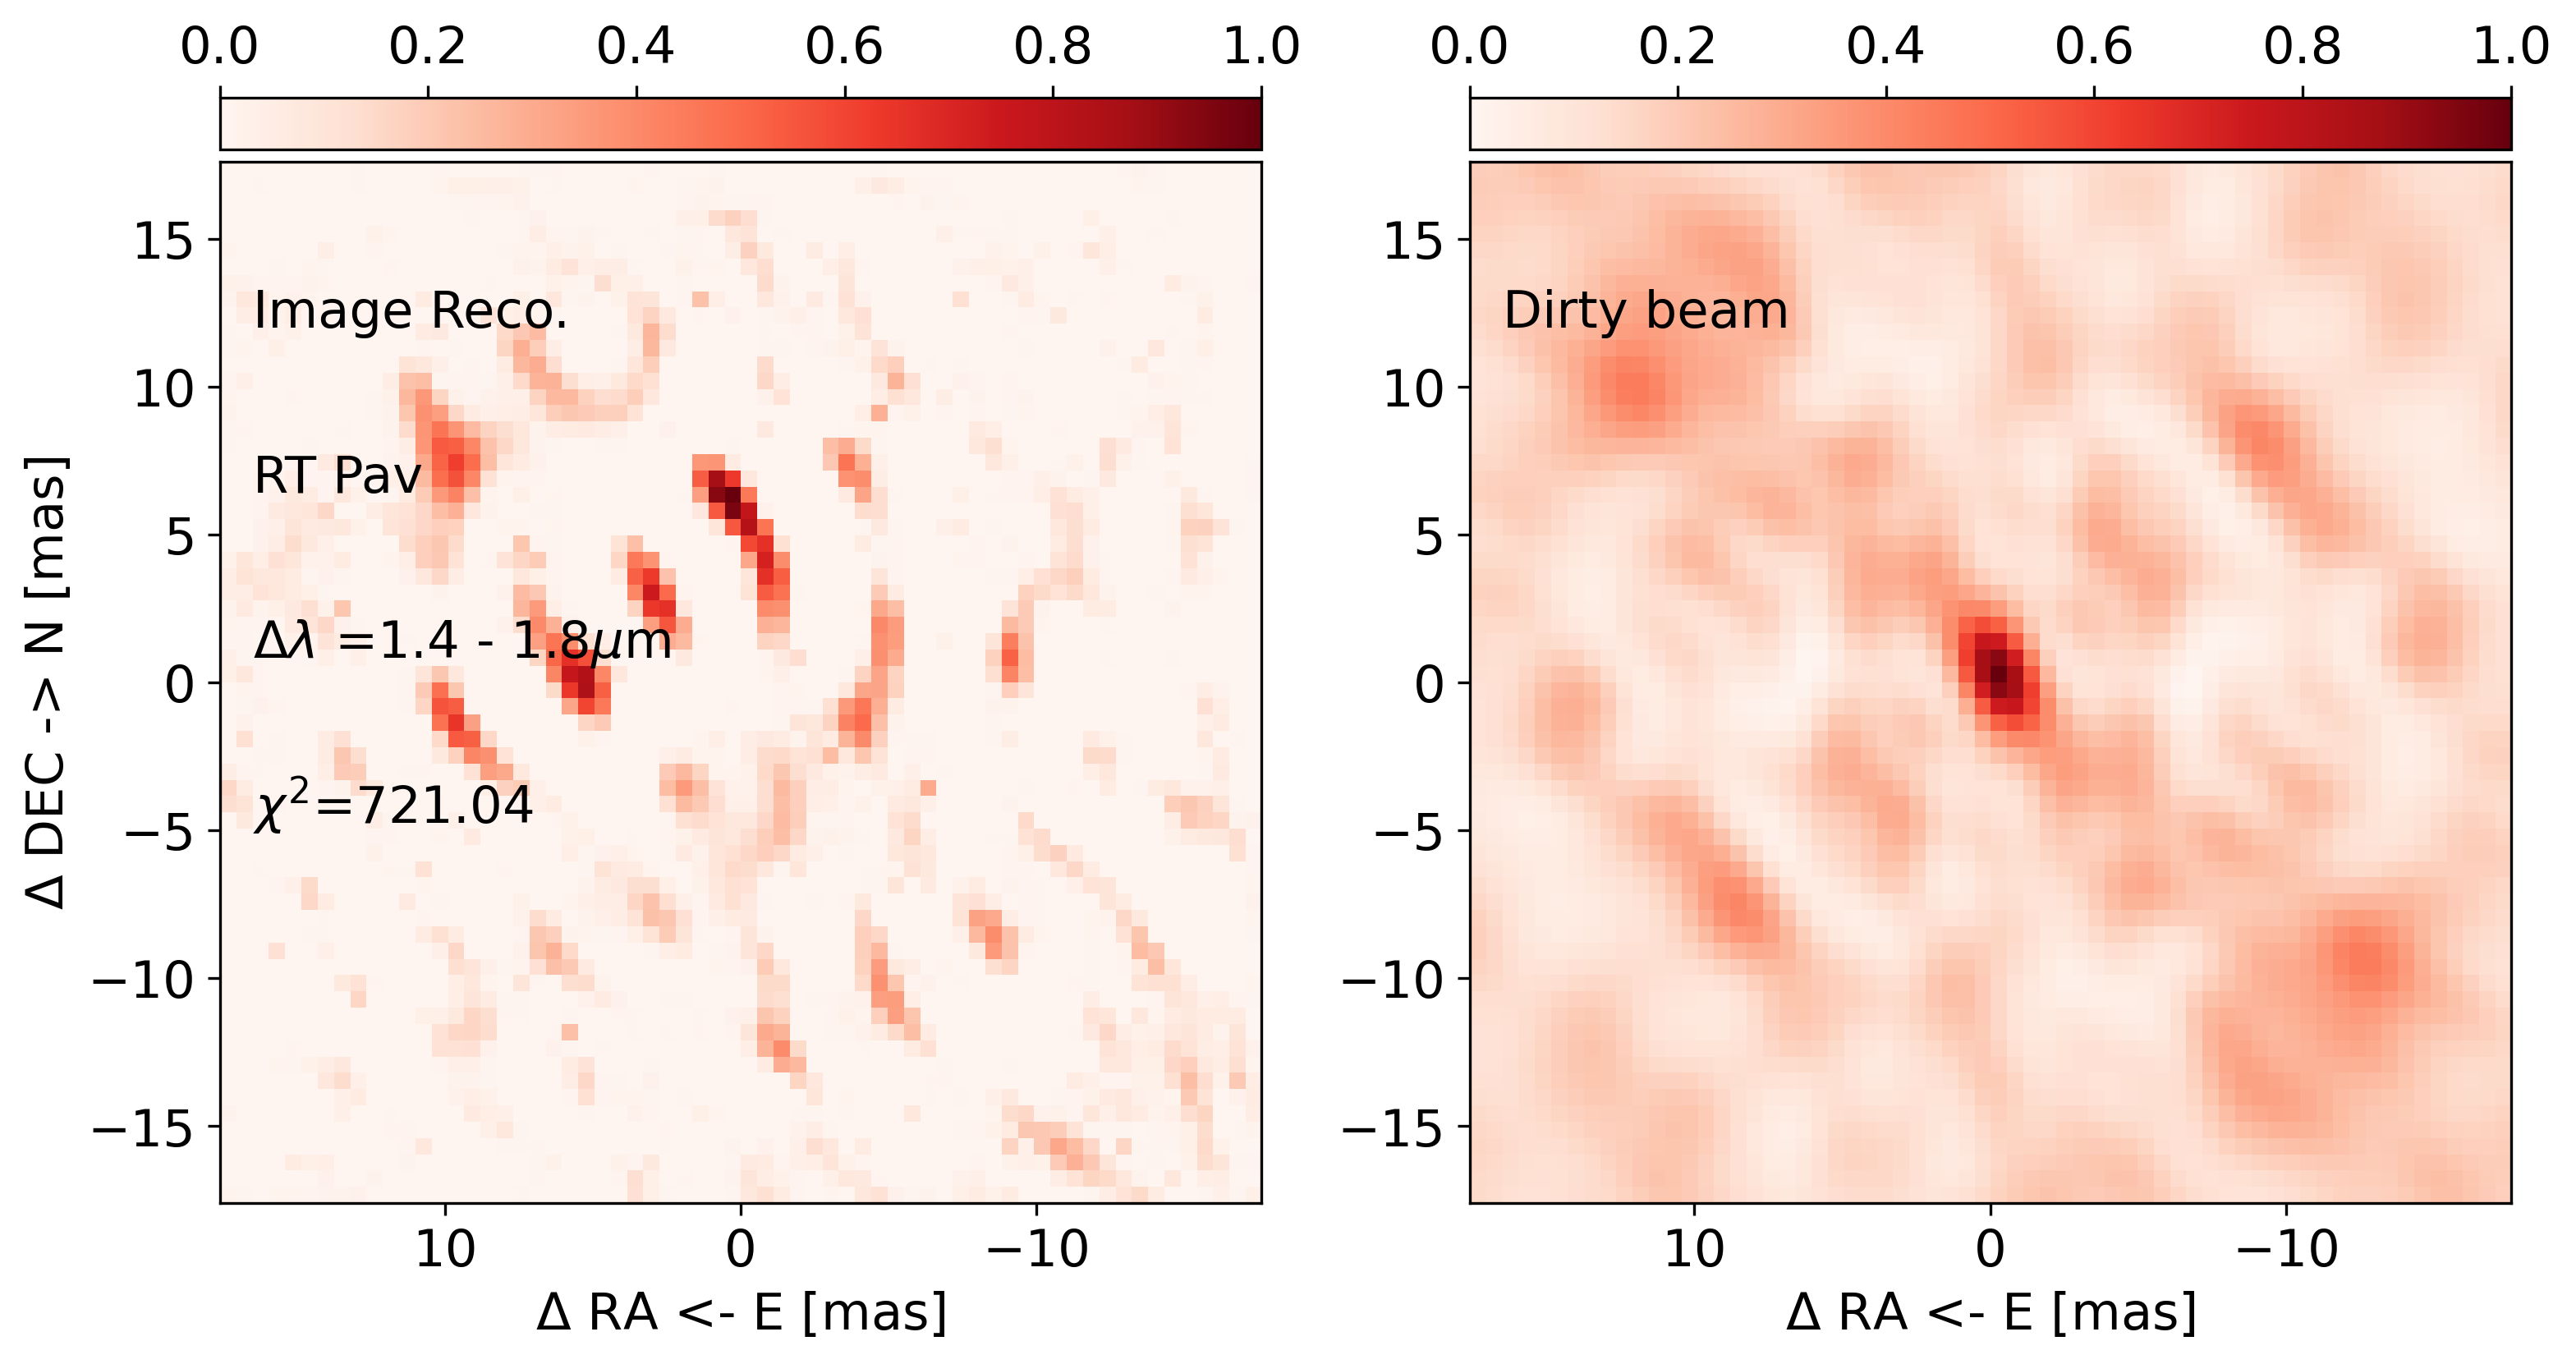 0.0 0.2 0.4 0.6 0.8 1.0
0.0 0.2 0.4 0.6 0.8 1.0
Image Reco.
RT Pav
Δλ =1.4 - 1.8μm
χ²=721.04
Δ DEC -> N [mas]
15
10
5
0
−5
−10
−15
10 0 −10
Δ RA <- E [mas]
Dirty beam
15
10
5
0
−5
−10
−15
10 0 −10
Δ RA <- E [mas]